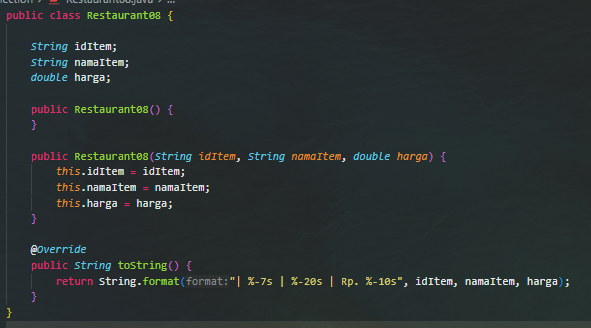 Restaurant08.java > ...
public class Restaurant08 {
String idItem;
String namaItem;
double harga;
public Restaurant08() {
}
public Restaurant08(String idItem, String namaItem, double harga) {
this.idItem = idItem;
this.namaItem = namaItem;
this.harga = harga;
}
@Override
public String toString() {
return String.format(format:"| %-7s | %-20s | Rp. %-10s", idItem, namaItem, harga);
}
}